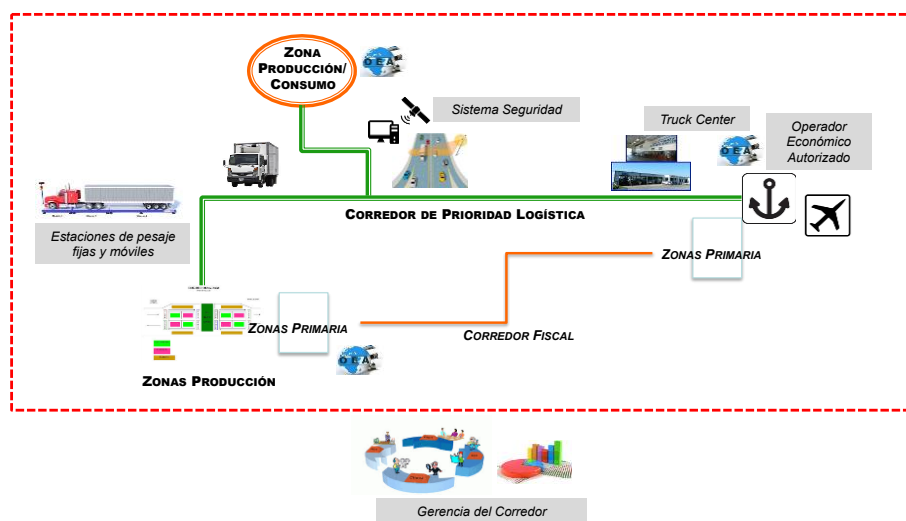 ZONA
PRODUCCIÓN/
CONSUMO
OEA
Sistema Seguridad
Truck Center
OEA
Operador
Económico
Autorizado
CORREDOR DE PRIORIDAD LOGÍSTICA
Estaciones de pesaje
fijas y móviles
ZONAS PRIMARIA
ZONAS PRIMARIA
CORREDOR FISCAL
OEA
ZONAS PRODUCCIÓN
Gerencia del Corredor